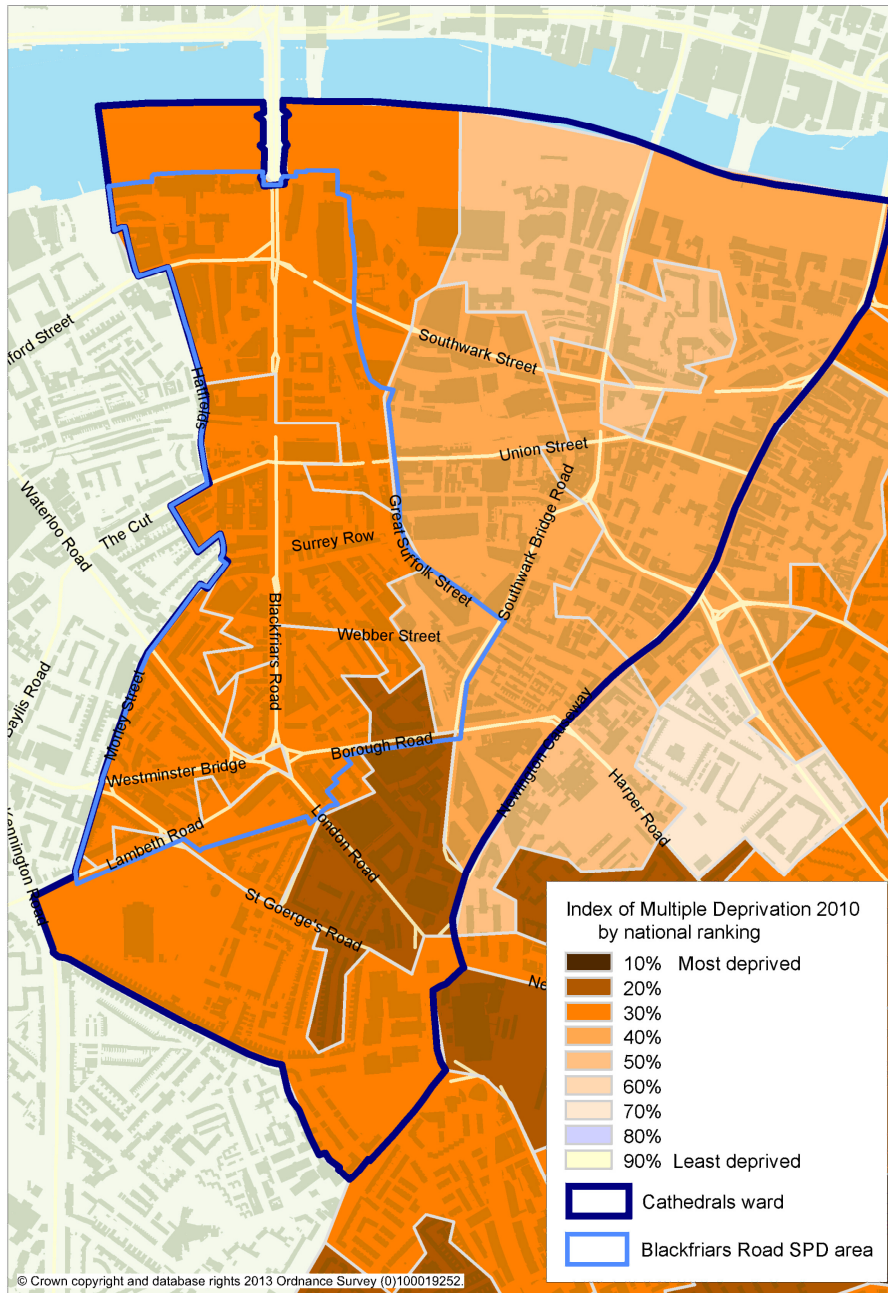 Southwark Street
fford Street
Hatfields
Union Street
Waterloo Road
The Cut
Great Suffolk Street
Southwark Bridge Road
Surrey Row
Blackfriars Road
Webber Street
Baylis Road
Morley Street
Newington Causeway
Borough Road
Westminster Bridge
Harper Road
London Road
Lambeth Road
Kennington Road
St Goerge's Road
Ne
Index of Multiple Deprivation 2010
by national ranking
10% Most deprived
20%
30%
40%
50%
60%
70%
80%
90% Least deprived
Cathedrals ward
Blackfriars Road SPD area
© Crown copyright and database rights 2013 Ordnance Survey (0)100019252.